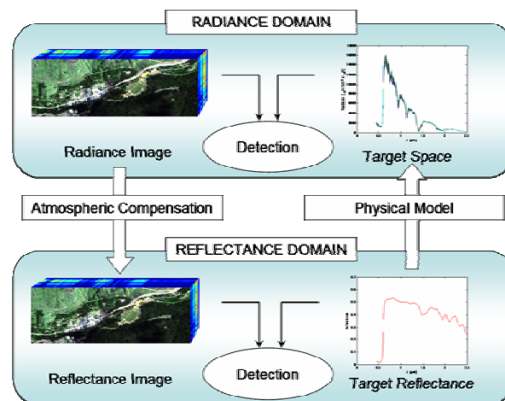 RADIANCE DOMAIN
Radiance Image
Detection
Target Space
Atmospheric Compensation
Physical Model
REFLECTANCE DOMAIN
Reflectance Image
Detection
Target Reflectance